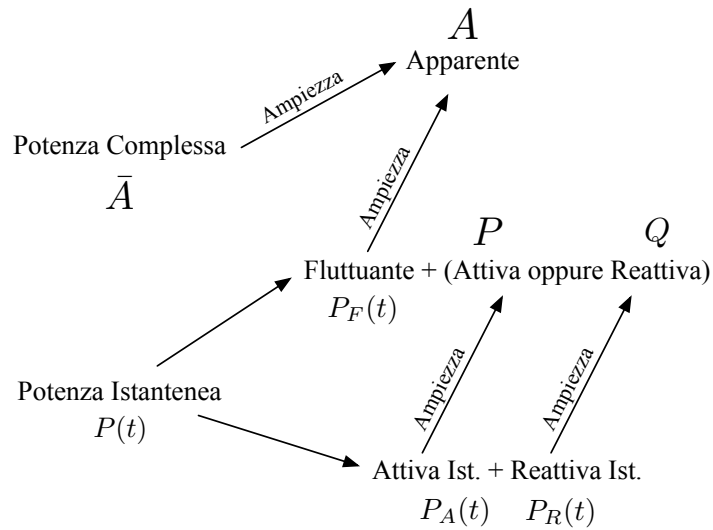 A
Apparente
Ampiezza
Potenza Complessa
Ā
Ampiezza
P
Q
Fluttuante + (Attiva oppure Reattiva)
P_F(t)
Potenza Istantenea
P(t)
Ampiezza
Ampiezza
Attiva Ist. + Reattiva Ist.
P_A(t) P_R(t)